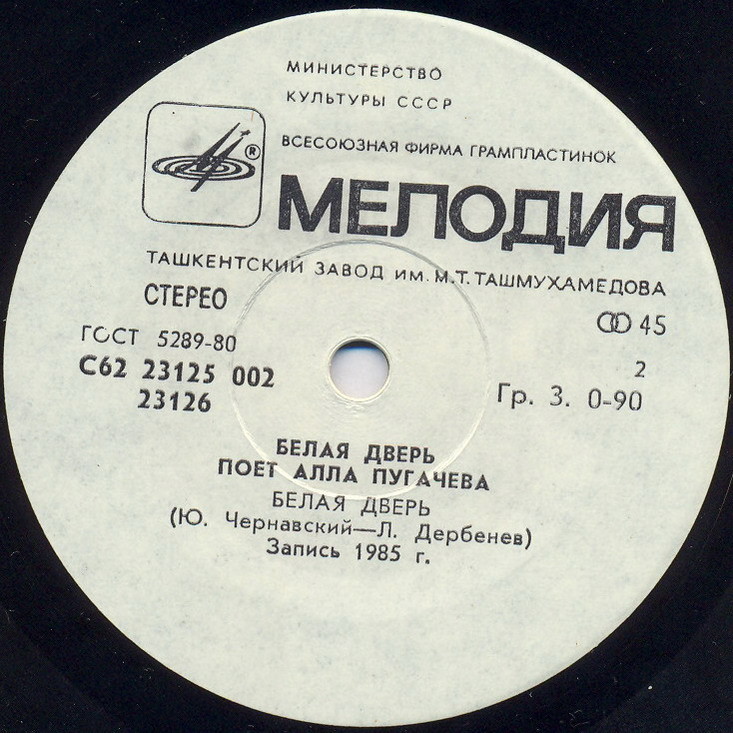 МИНИСТЕРСТВО
КУЛЬТУРЫ СССР
ВСЕСОЮЗНАЯ ФИРМА ГРАМПЛАСТИНОК
®
МЕЛОДИЯ
ТАШКЕНТСКИЙ ЗАВОД ИМ. М.Т. ТАШМУХАМЕДОВА
СТЕРЕО
45
ГОСТ 5289-80
2
С62 23125 002
Гр. 3. 0-90
23126
БЕЛАЯ ДВЕРЬ
ПОЕТ АЛЛА ПУГАЧЕВА
БЕЛАЯ ДВЕРЬ
(Ю. Чернавский—Л. Дербенев)
Запись 1985 г.